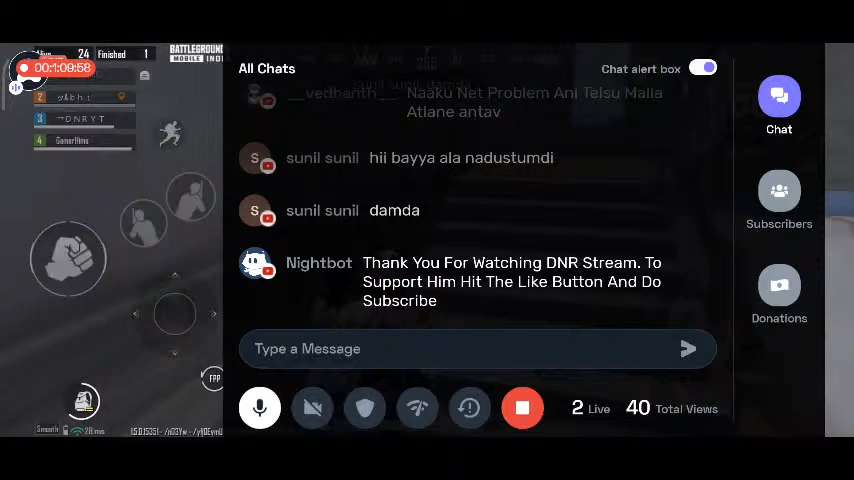 24 Finished 1
BATTLEGROUND
MOBILE INDI
00:1:09:58
2
3 DNRYT
4 GamerHima
FPP
Smooth 28 ms
All Chats
Chat alert box
__vedhanth__ Naaku Net Problem Ani Telsu Malla
Atlane antav
S sunil sunil hii bayya ala nadustumdi
S sunil sunil damda
Nightbot Thank You For Watching DNR Stream. To
Support Him Hit The Like Button And Do
Subscribe
Type a Message
2 Live 40 Total Views
Chat
Subscribers
Donations